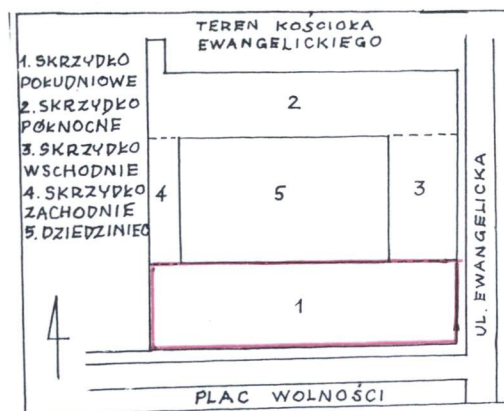 TEREN KOŚCIOŁA
EWANGELICKIEGO
1. SKRZYDŁO
POŁUDNIOWE
2. SKRZYDŁO
PÓŁNOCNE
3. SKRZYDŁO
WSCHODNIE
4. SKRZYDŁO
ZACHODNIE
5. DZIEDZINIEC
2
4
5
3
1
UL. EWANGELICKA
PLAC WOLNOŚCI